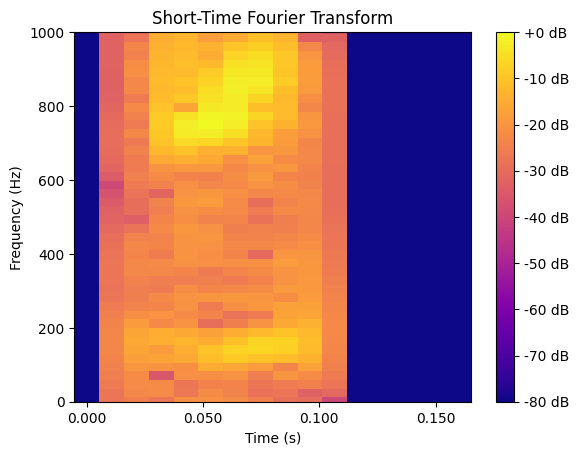 Short-Time Fourier Transform
1000
800
600
400
200
0
Frequency (Hz)
0.000
0.050
0.100
0.150
Time (s)
+0 dB
-10 dB
-20 dB
-30 dB
-40 dB
-50 dB
-60 dB
-70 dB
-80 dB